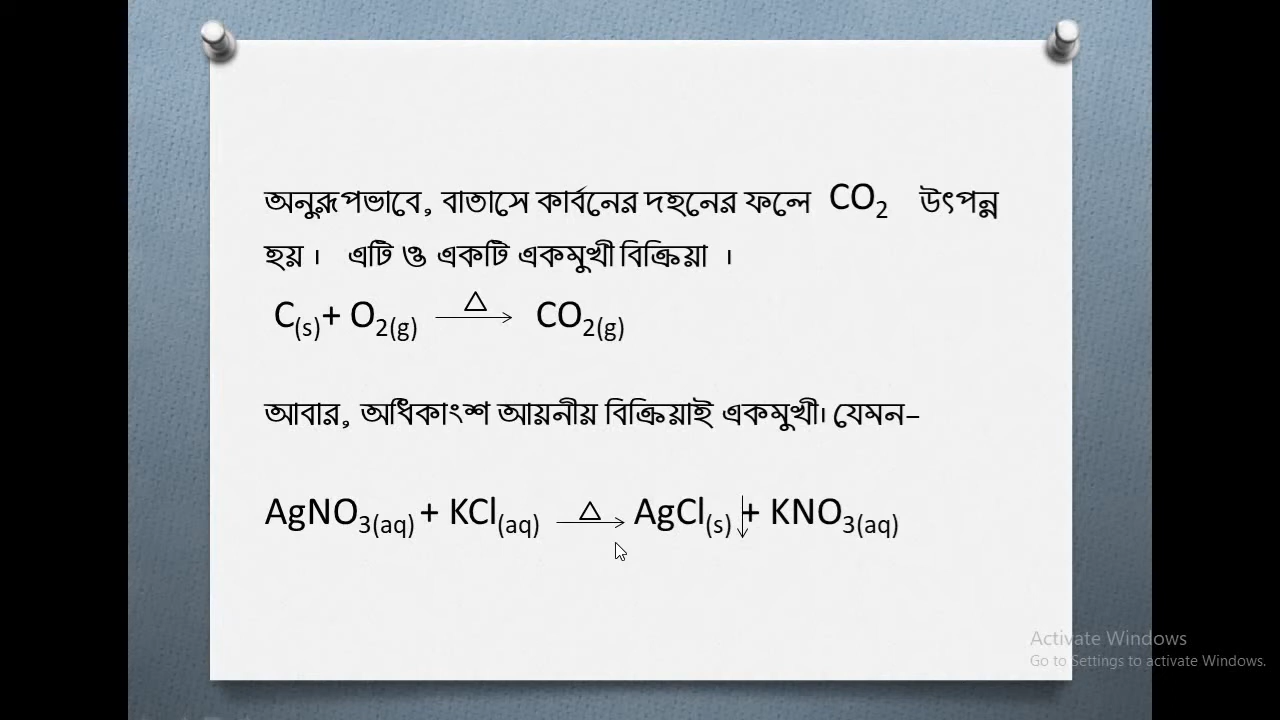 অনুরূপভাবে, বাতাসে কার্বনের দহনের ফলে CO₂ উৎপন্ন
হয়। এটি ও একটি একমুখী বিক্রিয়া ।
C₍s₎+ O₂₍g₎ △→ CO₂₍g₎
আবার, অধিকাংশ আয়নীয় বিক্রিয়াই একমুখী। যেমন–
AgNO₃(aq) + KCl(aq) △→ AgCl(s) ↓+ KNO₃(aq)
Activate Windows
Go to Settings to activate Windows.